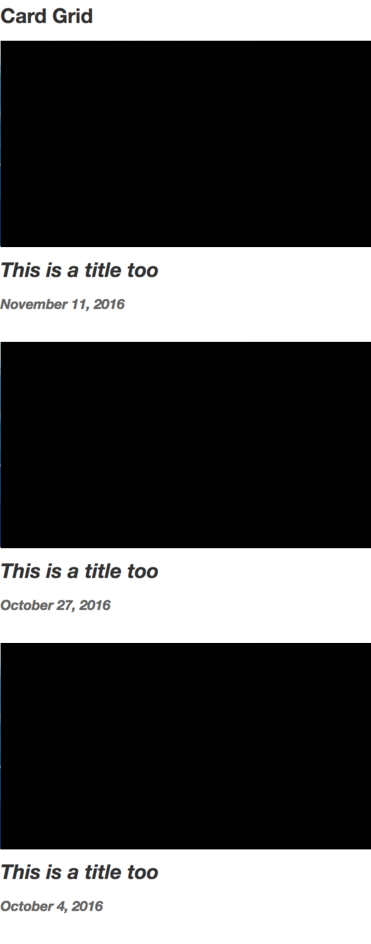 Card Grid
This is a title too
November 11, 2016
This is a title too
October 27, 2016
This is a title too
October 4, 2016